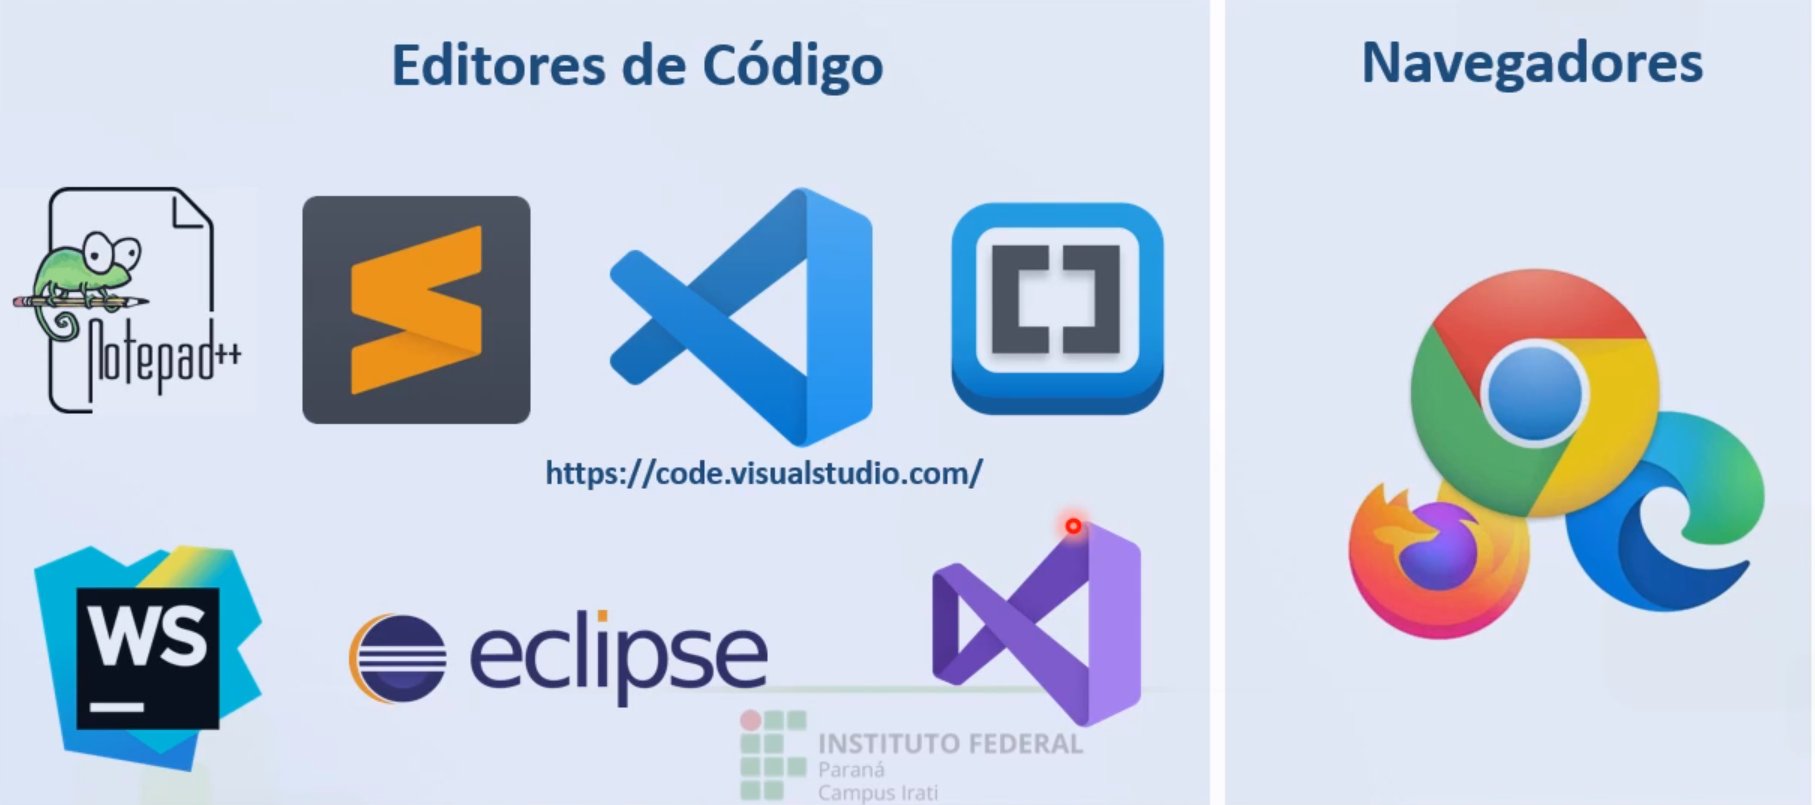 Editores de Código
Notepad++
https://code.visualstudio.com/
WS
eclipse
INSTITUTO FEDERAL
Paraná
Campus Irati
Navegadores